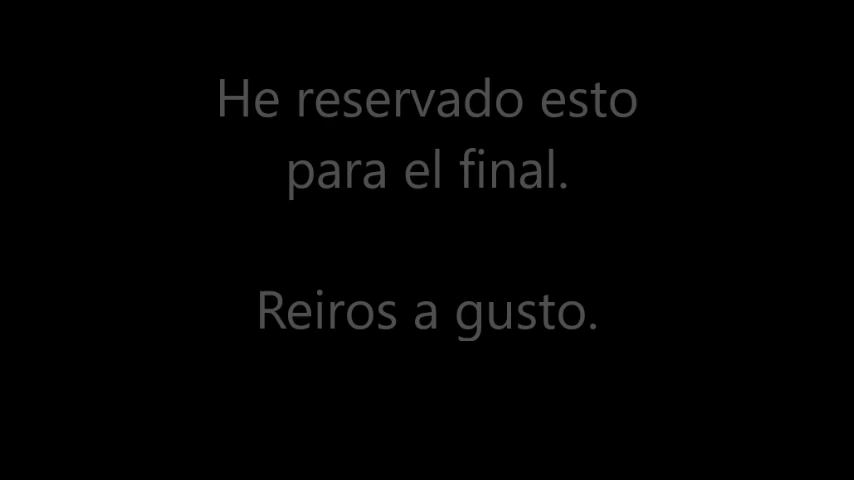 He reservado esto
para el final.
Reiros a gusto.